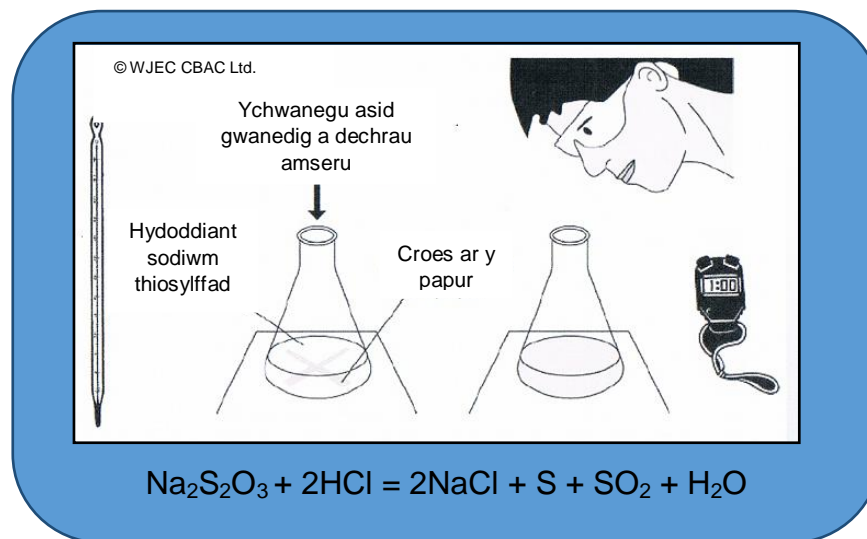 © WJEC CBAC Ltd.
Ychwanegu asid
gwanedig a dechrau
amseru
Hydoddiant
sodiwm
thiosylffad
Croes ar y
papur
1:00
Na₂S₂O₃ + 2HCl = 2NaCl + S + SO₂ + H₂O